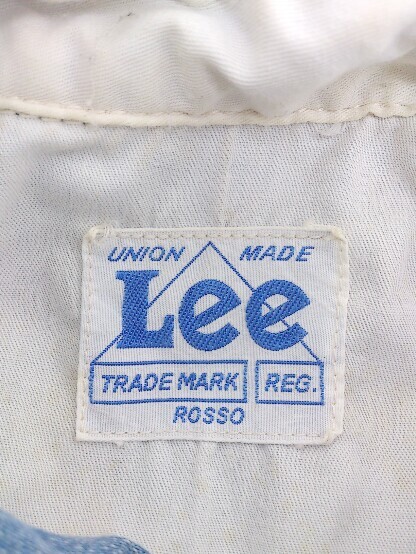 UNION MADE
Lee
TRADE MARK REG.
ROSSO